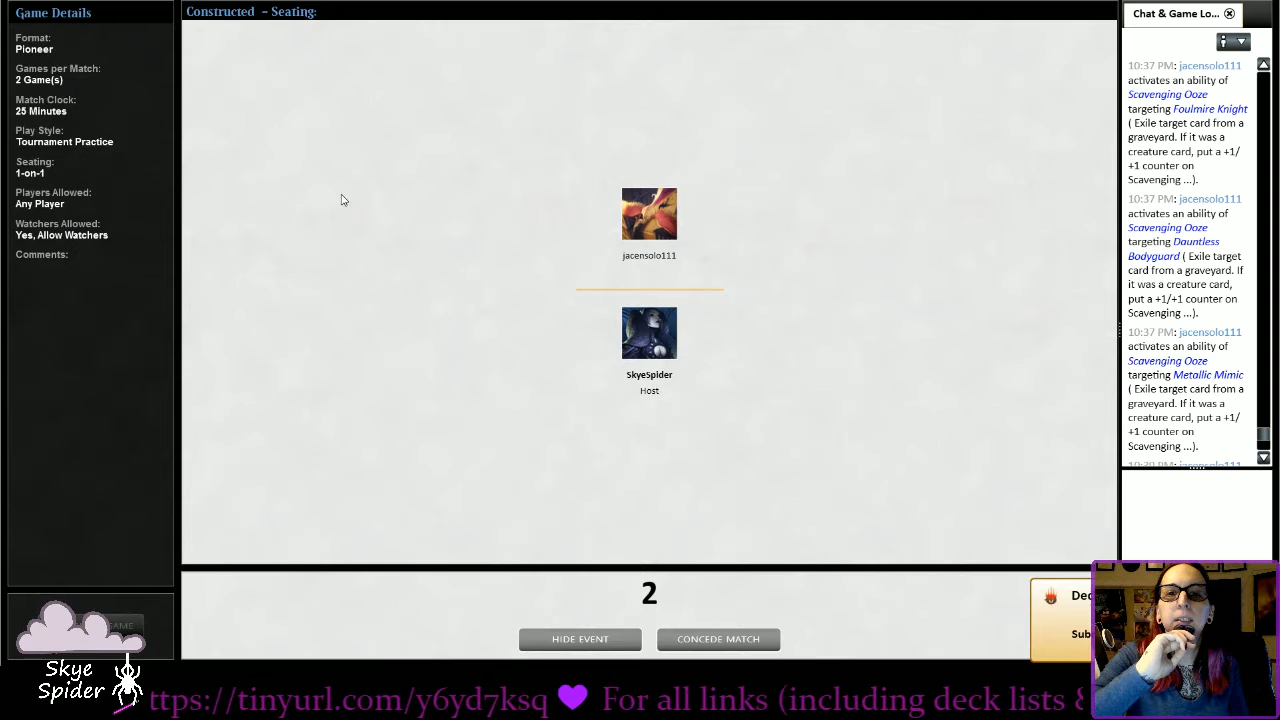 Game Details
Format:
Pioneer
Games per Match:
2 Game(s)
Match Clock:
25 Minutes
Play Style:
Tournament Practice
Seating:
1-on-1
Players Allowed:
Any Player
Watchers Allowed:
Yes, Allow Watchers
Comments:
Constructed - Seating:
jacensolo111
SkyeSpider
Host
2
HIDE EVENT
CONCEDE MATCH
Chat & Game Lo...
10:37 PM: jacensolo111
activates an ability of
Scavenging Ooze
targeting Foulmire Knight
( Exile target card from a
graveyard. If it was a
creature card, put a +1/
+1 counter on
Scavenging ...).
10:37 PM: jacensolo111
activates an ability of
Scavenging Ooze
targeting Dauntless
Bodyguard ( Exile target
card from a graveyard. If
it was a creature card,
put a +1/+1 counter on
Scavenging ...).
10:37 PM: jacensolo111
activates an ability of
Scavenging Ooze
targeting Metallic Mimic
( Exile target card from a
graveyard. If it was a
creature card, put a +1/
+1 counter on
Scavenging ...).
jacensolo111
Dec
Sub
AME
Skye
Spider
ttps://tinyurl.com/y6yd7ksq 💜 For all links (including deck lists &